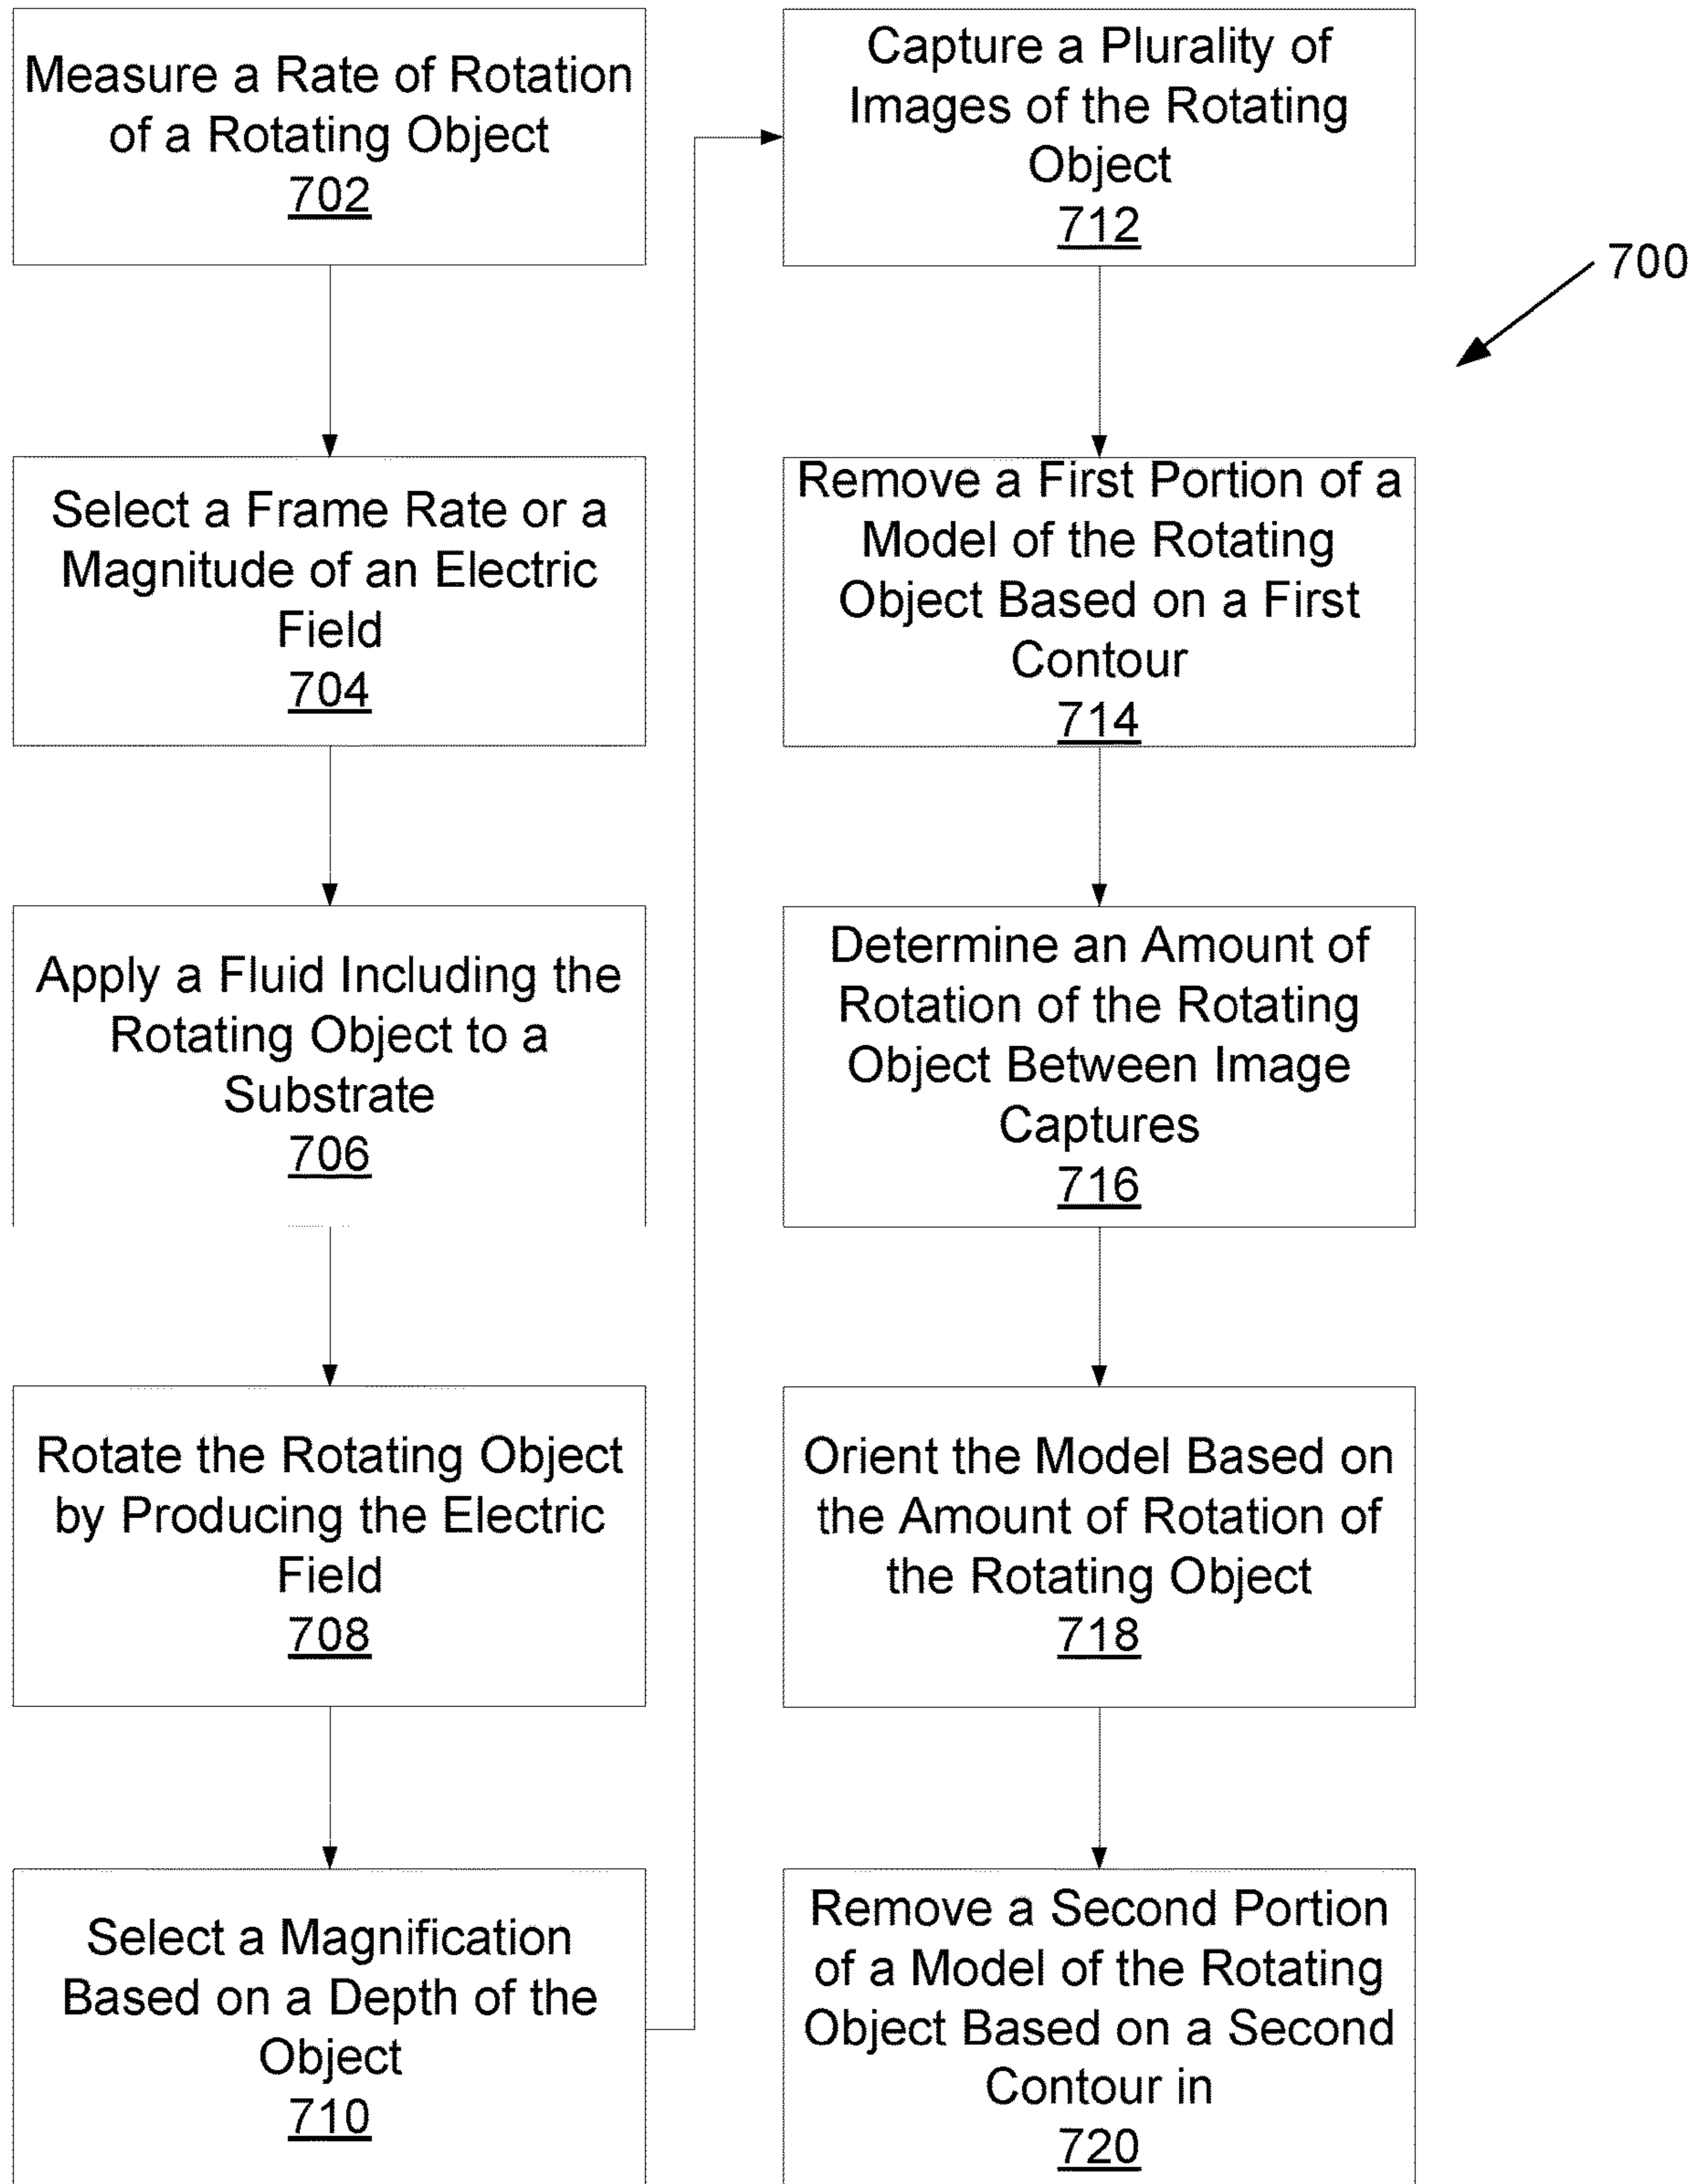 Measure a Rate of Rotation
of a Rotating Object
702
Select a Frame Rate or a
Magnitude of an Electric
Field
704
Apply a Fluid Including the
Rotating Object to a
Substrate
706
Rotate the Rotating Object
by Producing the Electric
Field
708
Select a Magnification
Based on a Depth of the
Object
710
Capture a Plurality of
Images of the Rotating
Object
712
700
Remove a First Portion of a
Model of the Rotating
Object Based on a First
Contour
714
Determine an Amount of
Rotation of the Rotating
Object Between Image
Captures
716
Orient the Model Based on
the Amount of Rotation of
the Rotating Object
718
Remove a Second Portion
of a Model of the Rotating
Object Based on a Second
Contour in
720